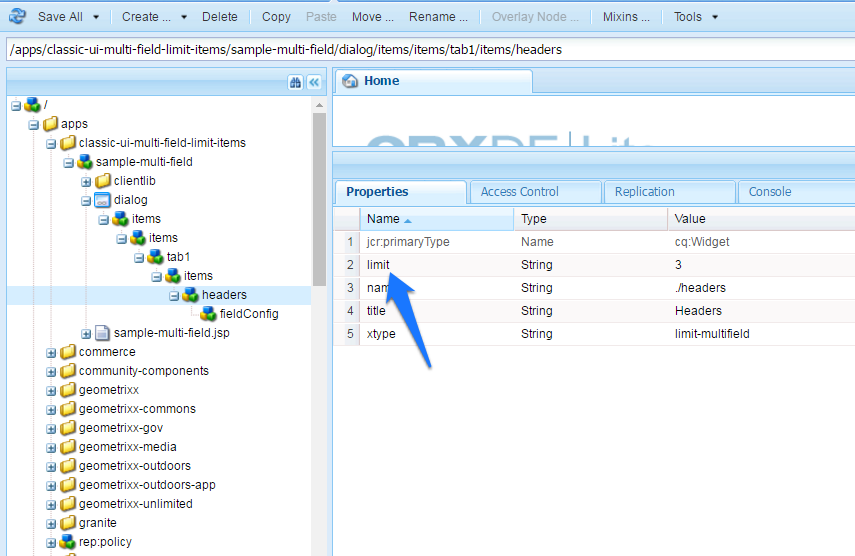 Save All Create ... Delete Copy Paste Move ... Rename ... Overlay Node ... Mixins ... Tools
/apps/classic-ui-multi-field-limit-items/sample-multi-field/dialog/items/items/tab1/items/headers
Home
/
apps
classic-ui-multi-field-limit-items
sample-multi-field
clientlib
dialog
items
items
tab1
items
headers
fieldConfig
sample-multi-field.jsp
commerce
community-components
geometrixx
geometrixx-commons
geometrixx-gov
geometrixx-media
geometrixx-outdoors
geometrixx-outdoors-app
geometrixx-unlimited
granite
rep:policy
Properties Access Control Replication Console
Name Type Value
1 jcr:primaryType Name cq:Widget
2 limit String 3
3 String ./headers
4 title String Headers
5 xtype String limit-multifield